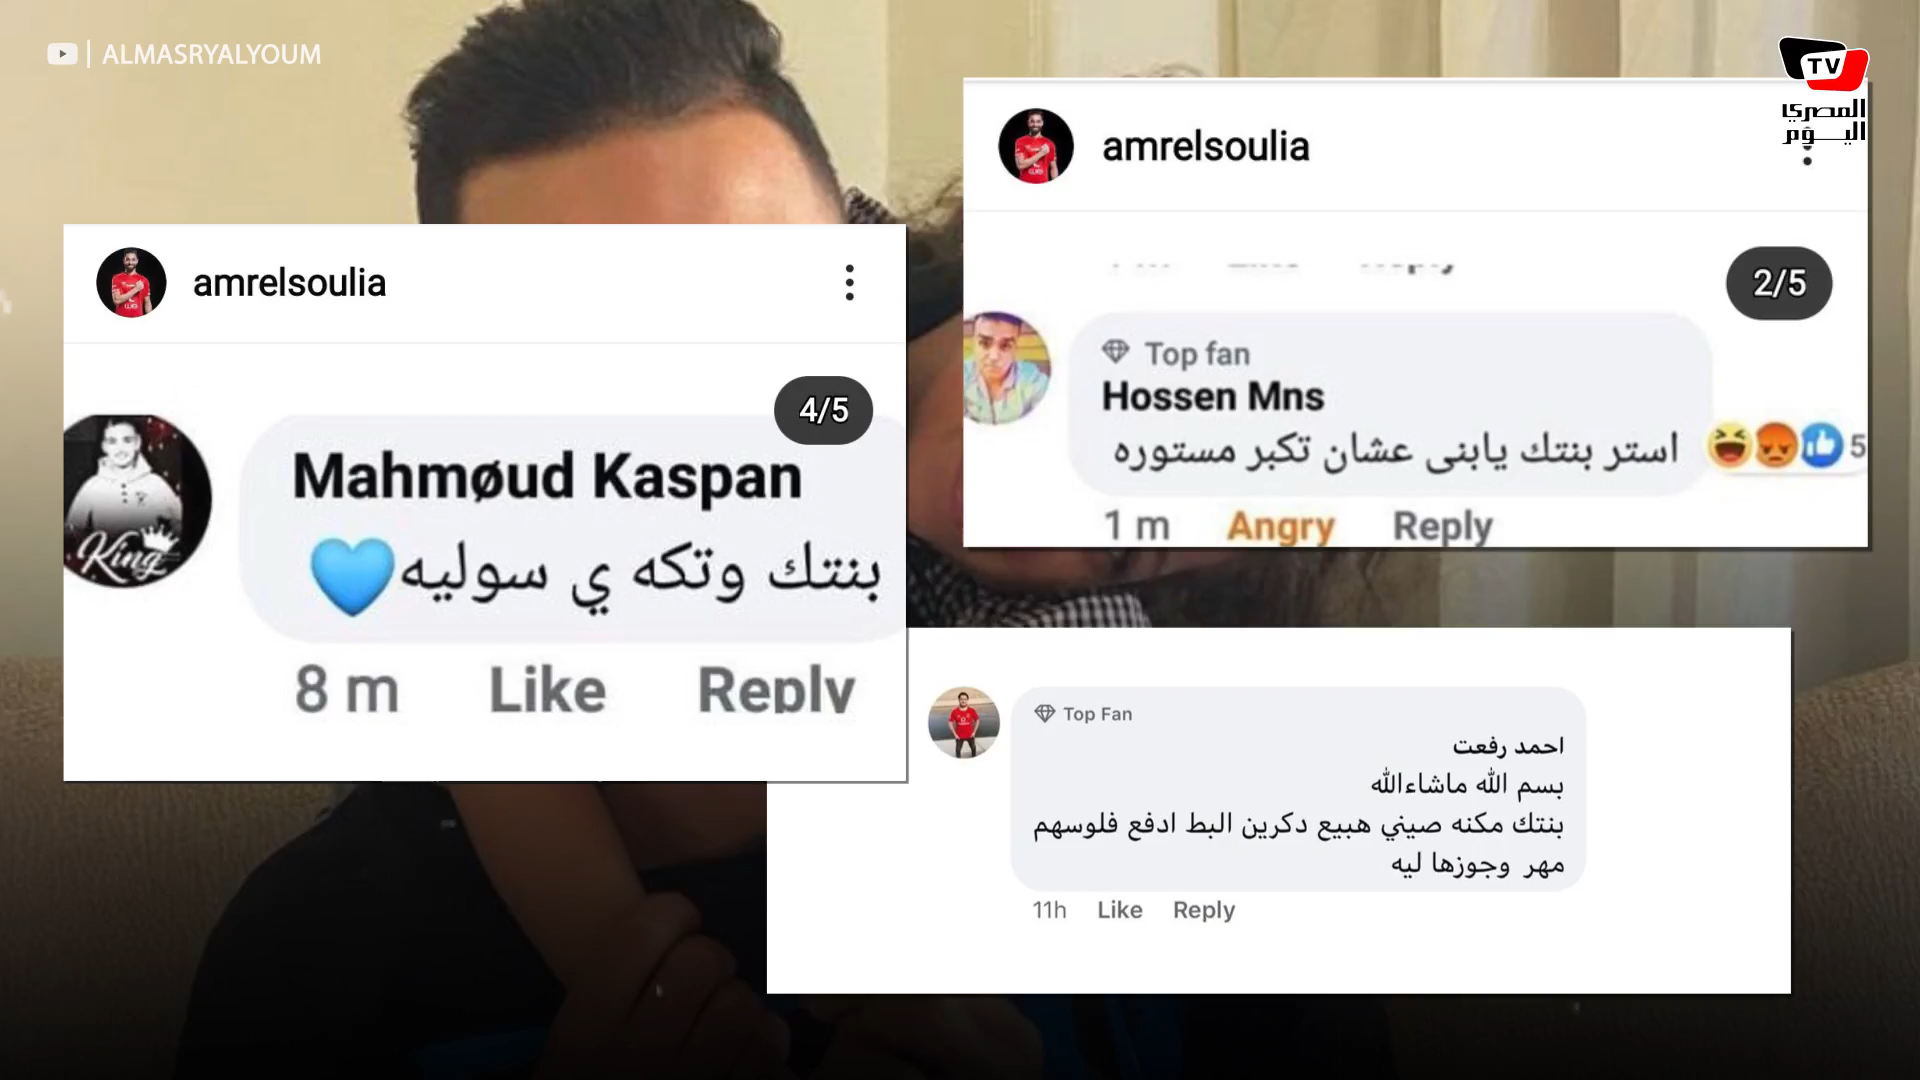 ALMASRYALYOUM
TV
المصري
اليوم
amrelsoulia
2/5
Top fan
Hossen Mns
استر بنتك يابنى عشان تكبر مستوره
5
1 m Angry Reply
amrelsoulia
4/5
Mahmøud Kaspan
بنتك وتكه ي سوليه💙
King
8 m Like Reply
Top Fan
احمد رفعت
بسم الله ماشاءالله
بنتك مكنه صيني هبيع دكرين البط ادفع فلوسهم
مهر وجوزها ليه
11h Like Reply